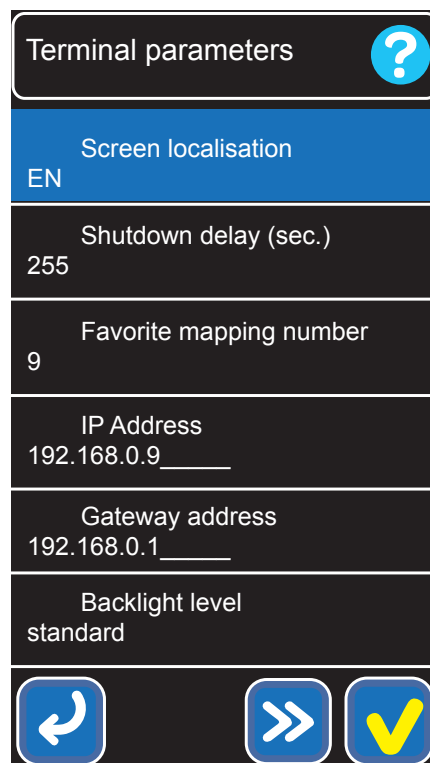 Terminal parameters
?
Screen localisation
EN
Shutdown delay (sec.)
255
Favorite mapping number
9
IP Address
192.168.0.9_____
Gateway address
192.168.0.1_____
Backlight level
standard